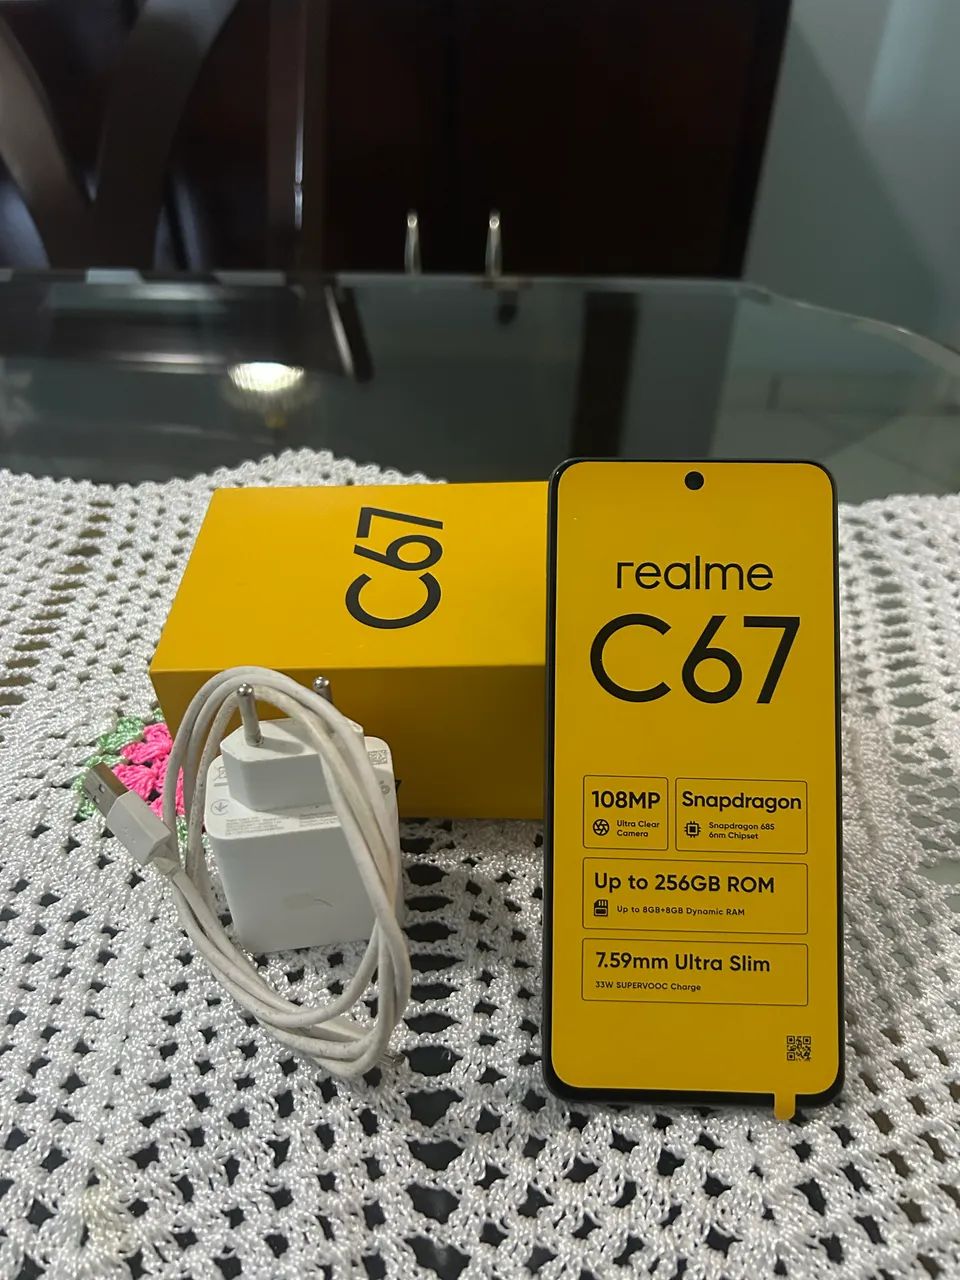 C67
realme
C67
108MP
Ultra Clear
Camera
Snapdragon
Snapdragon 685
6nm Chipset
Up to 256GB ROM
Up to 8GB+8GB Dynamic RAM
7.59mm Ultra Slim
33W SUPERVOOC Charge